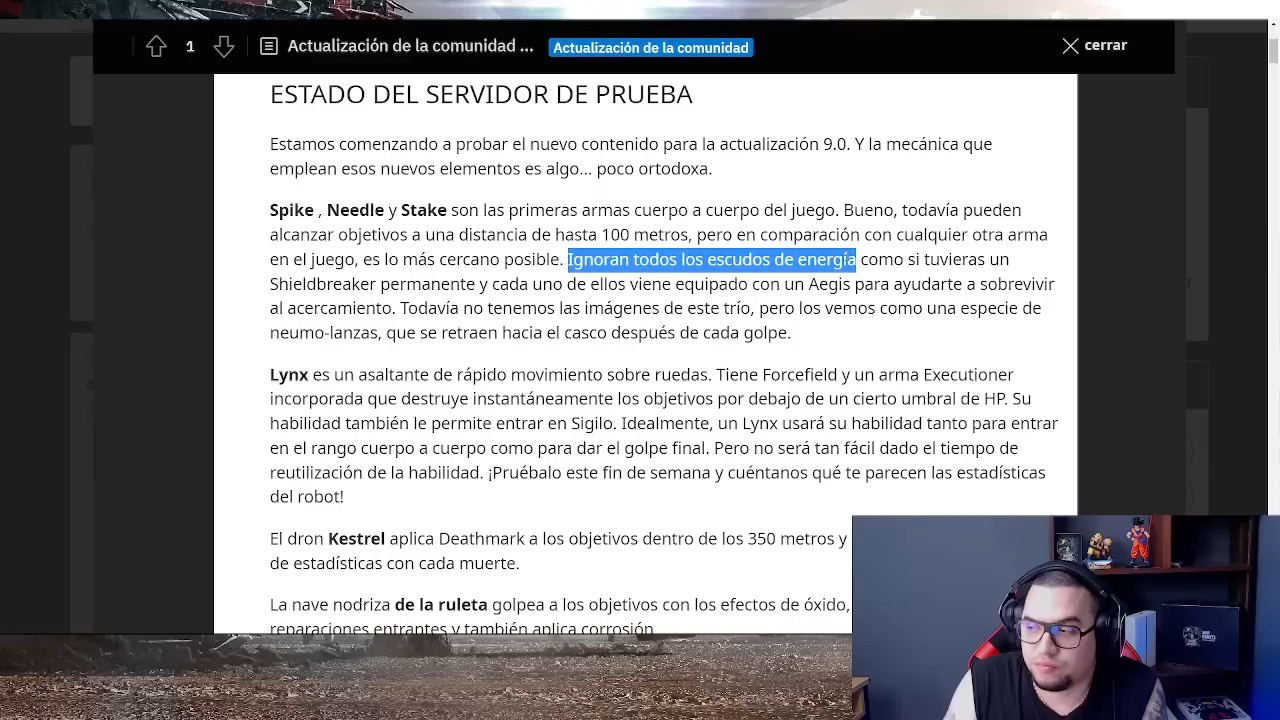 1
Actualización de la comunidad ...
Actualización de la comunidad
cerrar
ESTADO DEL SERVIDOR DE PRUEBA
Estamos comenzando a probar el nuevo contenido para la actualización 9.0. Y la mecánica que
emplean esos nuevos elementos es algo... poco ortodoxa.
Spike , Needle y Stake son las primeras armas cuerpo a cuerpo del juego. Bueno, todavía pueden
alcanzar objetivos a una distancia de hasta 100 metros, pero en comparación con cualquier otra arma
en el juego, es lo más cercano posible. Ignoran todos los escudos de energía como si tuvieras un
Shieldbreaker permanente y cada uno de ellos viene equipado con un Aegis para ayudarte a sobrevivir
al acercamiento. Todavía no tenemos las imágenes de este trío, pero los vemos como una especie de
neumo-lanzas, que se retraen hacia el casco después de cada golpe.
Lynx es un asaltante de rápido movimiento sobre ruedas. Tiene Forcefield y un arma Executioner
incorporada que destruye instantáneamente los objetivos por debajo de un cierto umbral de HP. Su
habilidad también le permite entrar en Sigilo. Idealmente, un Lynx usará su habilidad tanto para entrar
en el rango cuerpo a cuerpo como para dar el golpe final. Pero no será tan fácil dado el tiempo de
reutilización de la habilidad. ¡Pruébalo este fin de semana y cuéntanos qué te parecen las estadísticas
del robot!
El dron Kestrel aplica Deathmark a los objetivos dentro de los 350 metros y
de estadísticas con cada muerte.
La nave nodriza de la ruleta golpea a los objetivos con los efectos de óxido,
reparaciones entrantes y también aplica corrosión